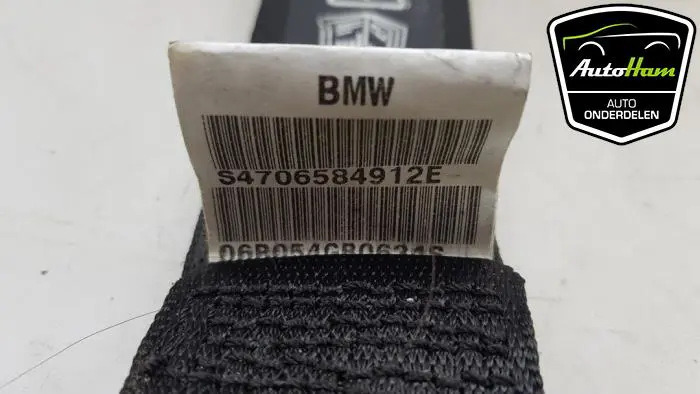 AutoHam
AUTO
ONDERDELEN
BMW
S4706584912E